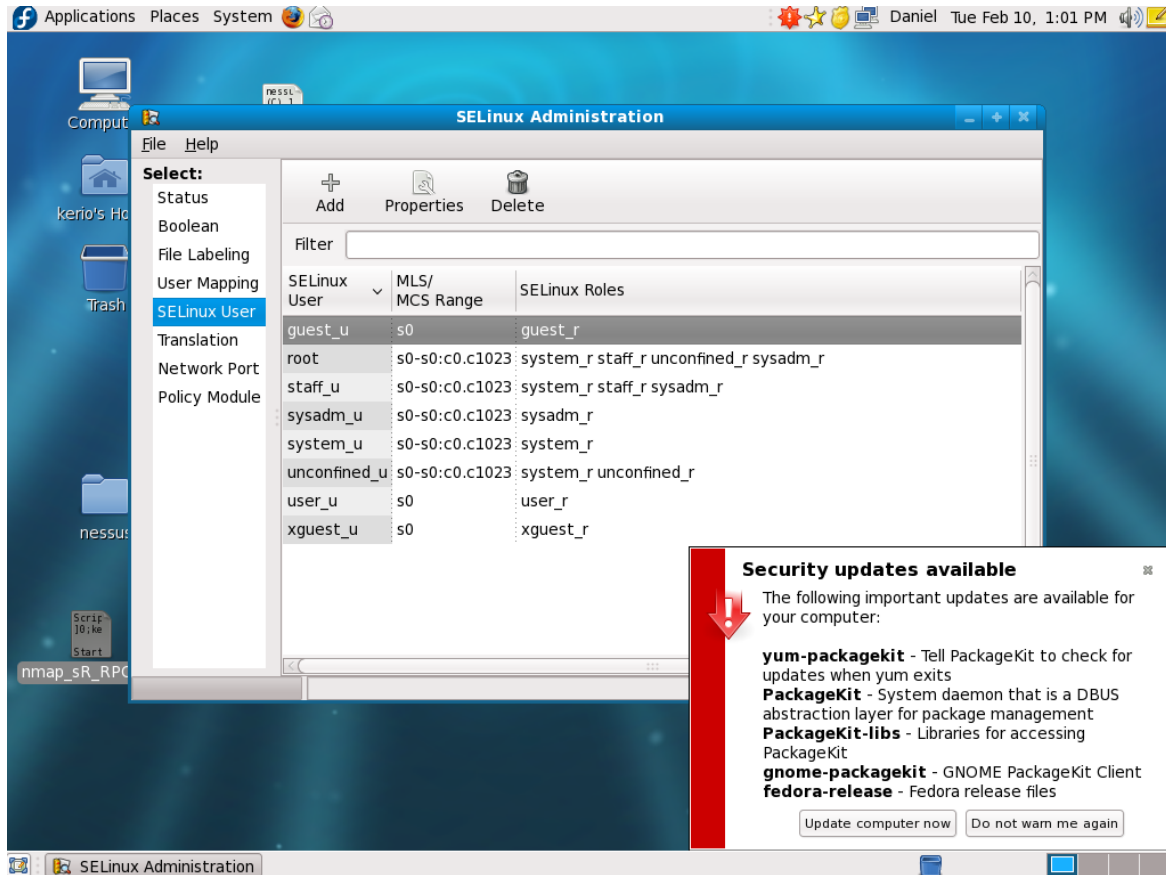 Applications Places System Daniel Tue Feb 10, 1:01 PM
nessu
(C) 1
Comput
SELinux Administration
File Help
Select:
Status
Boolean
File Labeling
User Mapping
SELinux User
Translation
Network Port
Policy Module
Add Properties Delete
Filter
SELinux User MLS/ MCS Range SELinux Roles
guest_u s0 guest_r
root s0-s0:c0.c1023 system_r staff_r unconfined_r sysadm_r
staff_u s0-s0:c0.c1023 system_r staff_r sysadm_r
sysadm_u s0-s0:c0.c1023 sysadm_r
system_u s0-s0:c0.c1023 system_r
unconfined_u s0-s0:c0.c1023 system_r unconfined_r
user_u s0 user_r
xguest_u s0 xguest_r
kerio's Ho
Trash
nessus
Scrip
]0;ke
Start
nmap_sR_RPC
Security updates available
The following important updates are available for
your computer:
yum-packagekit - Tell PackageKit to check for
updates when yum exits
PackageKit - System daemon that is a DBUS
abstraction layer for package management
PackageKit-libs - Libraries for accessing
PackageKit
gnome-packagekit - GNOME PackageKit Client
fedora-release - Fedora release files
Update computer now Do not warn me again
SELinux Administration